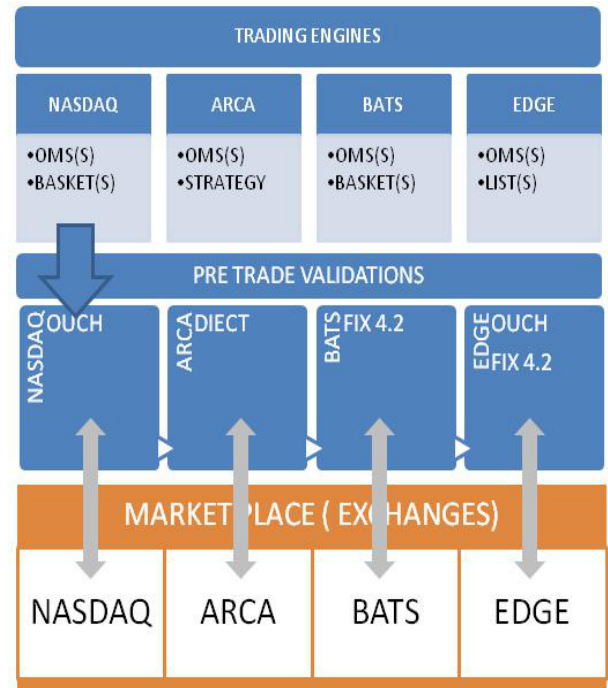 TRADING ENGINES
NASDAQ
•OMS(S)
•BASKET(S)
ARCA
•OMS(S)
•STRATEGY
BATS
•OMS(S)
•BASKET(S)
EDGE
•OMS(S)
•LIST(S)
PRE TRADE VALIDATIONS
NASDAQ
OUCH
ARCA
DIECT
BATS
FIX 4.2
EDGE
OUCH
FIX 4.2
MARKETPLACE ( EXCHANGES)
NASDAQ
ARCA
BATS
EDGE